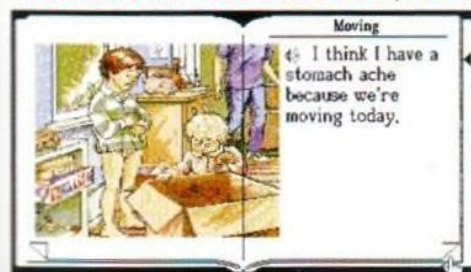 Moving
I think I have a
stomach ache
because we're
moving today.